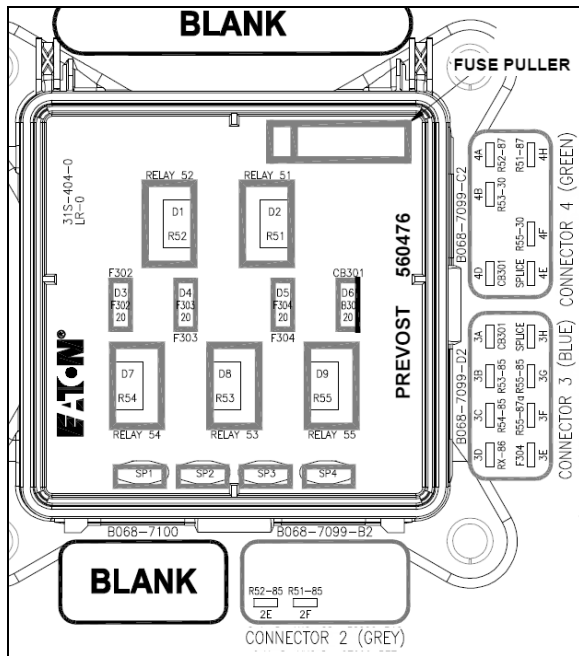 BLANK
FUSE PULLER
31S-404-0
LR-0
RELAY 52
RELAY 51
D1
R52
D2
R51
PREVOST 560476
F302
D3
F302
20
D4
F303
20
F303
D5
F304
20
F304
CB301
D6
B30
20
EATON®
D7
R54
RELAY 54
D8
R53
RELAY 53
D9
R55
RELAY 55
SP1
SP2
SP3
SP4
B068-7099-C2
4A
R52-87
R51-87
4H
4B
R53-30
R55-30
4F
4D
CB301
SPLICE
4E
CONNECTOR 4 (GREEN)
B068-7099-D2
3A
CB301
SPLICE
3H
3B
R53-85
R55-85
3G
3C
R54-85
R55-87a
3F
3D
RX-86
F304
3E
CONNECTOR 3 (BLUE)
B068-7100
B068-7099-B2
BLANK
R52-85
R51-85
2E
2F
CONNECTOR 2 (GREY)